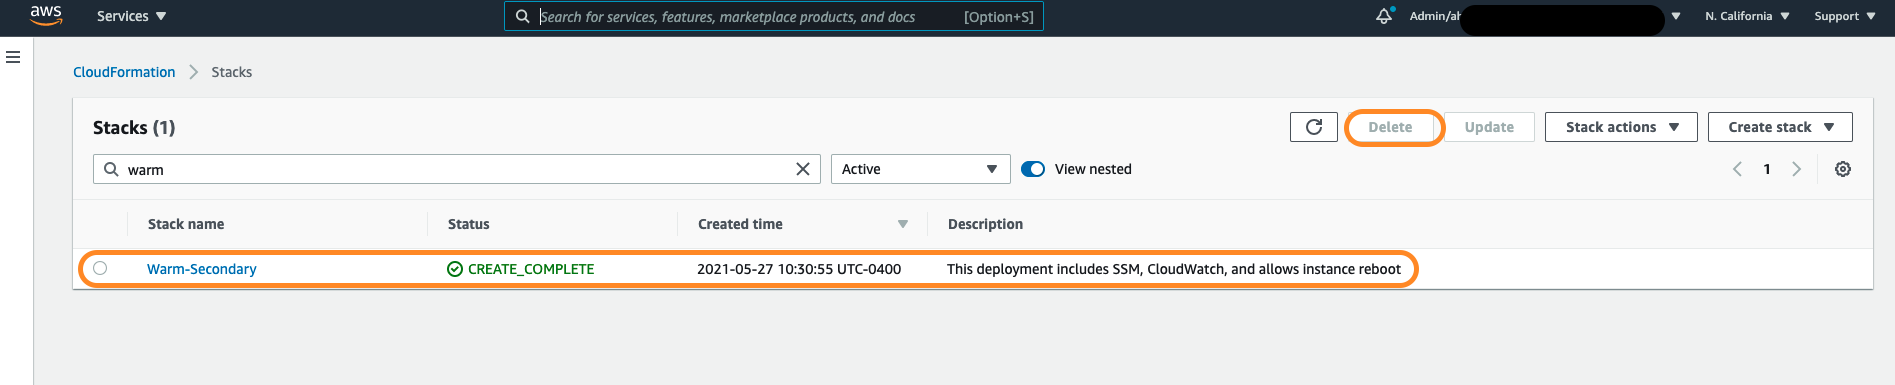 aws Services Search for services, features, marketplace products, and docs [Option+S] Admin/a N. California Support
CloudFormation Stacks
Stacks (1) Delete Update Stack actions Create stack
warm Active View nested 1
Stack name Status Created time Description
Warm-Secondary CREATE_COMPLETE 2021-05-27 10:30:55 UTC-0400 This deployment includes SSM, CloudWatch, and allows instance reboot